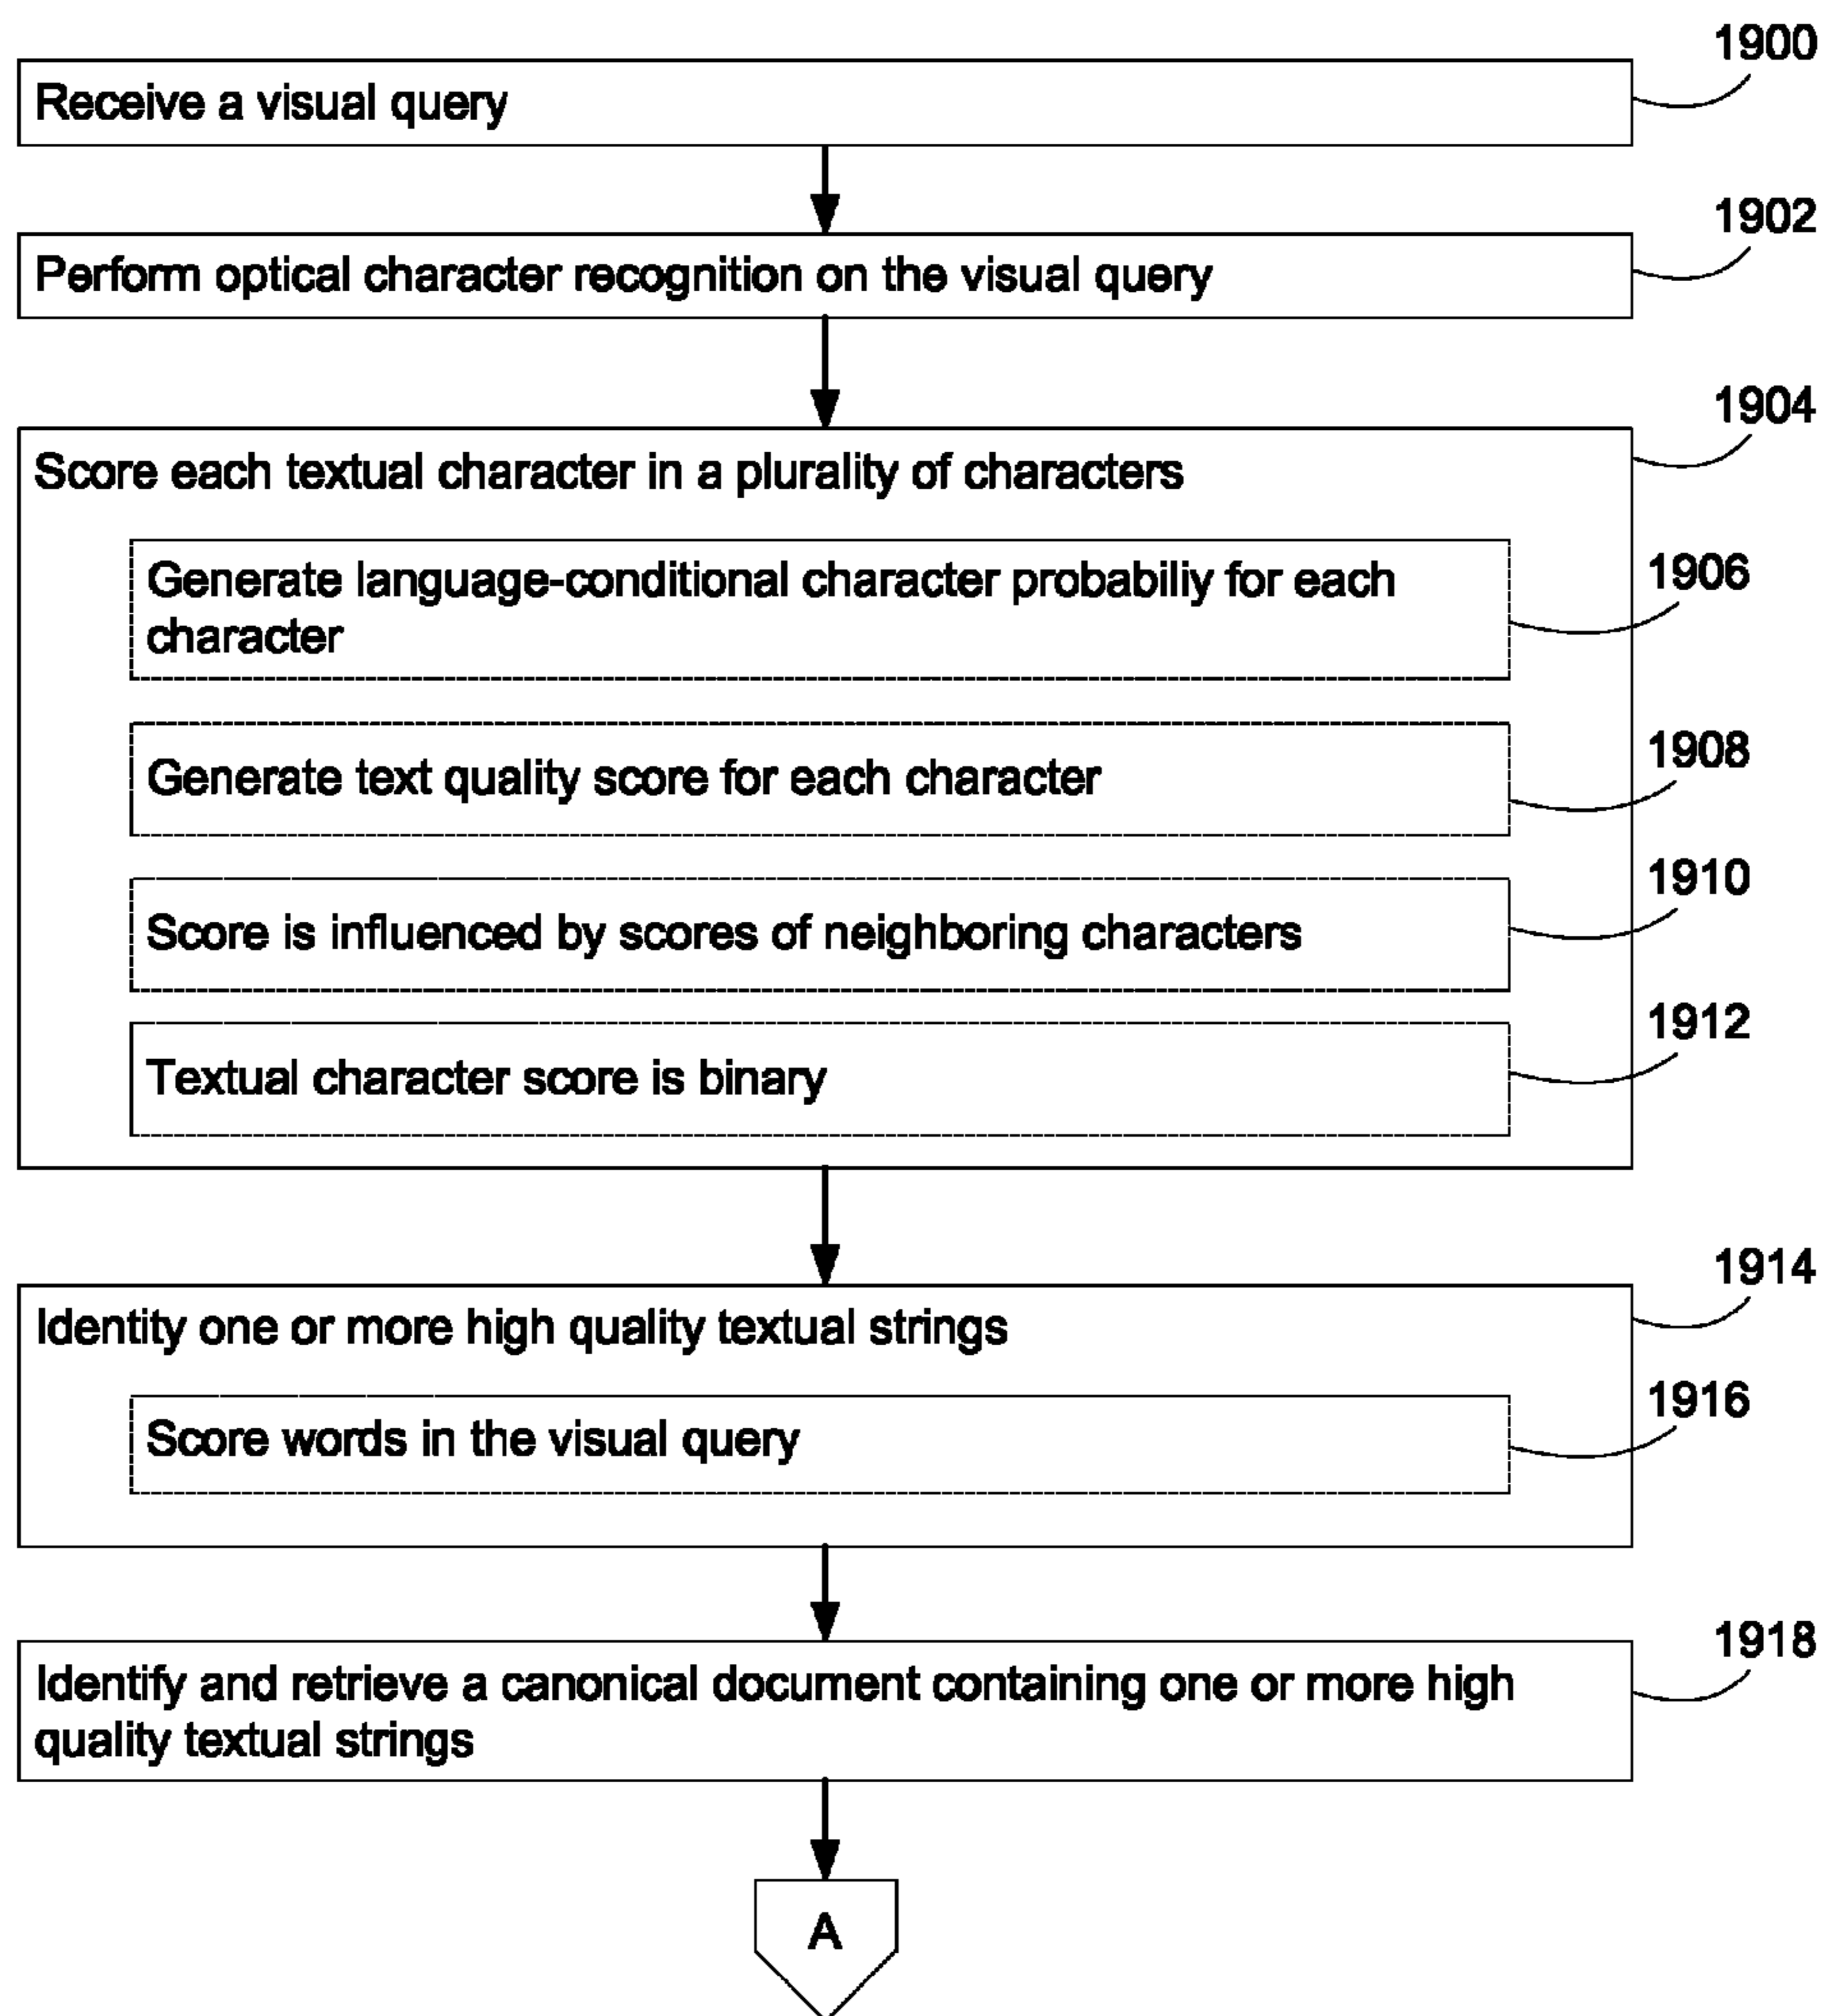 1900
Receive a visual query
1902
Perform optical character recognition on the visual query
1904
Score each textual character in a plurality of characters
1906
Generate language-conditional character probabiliy for each
character
1908
Generate text quality score for each character
1910
Score is influenced by scores of neighboring characters
1912
Textual character score is binary
1914
Identity one or more high quality textual strings
1916
Score words in the visual query
1918
Identify and retrieve a canonical document containing one or more high
quality textual strings
A